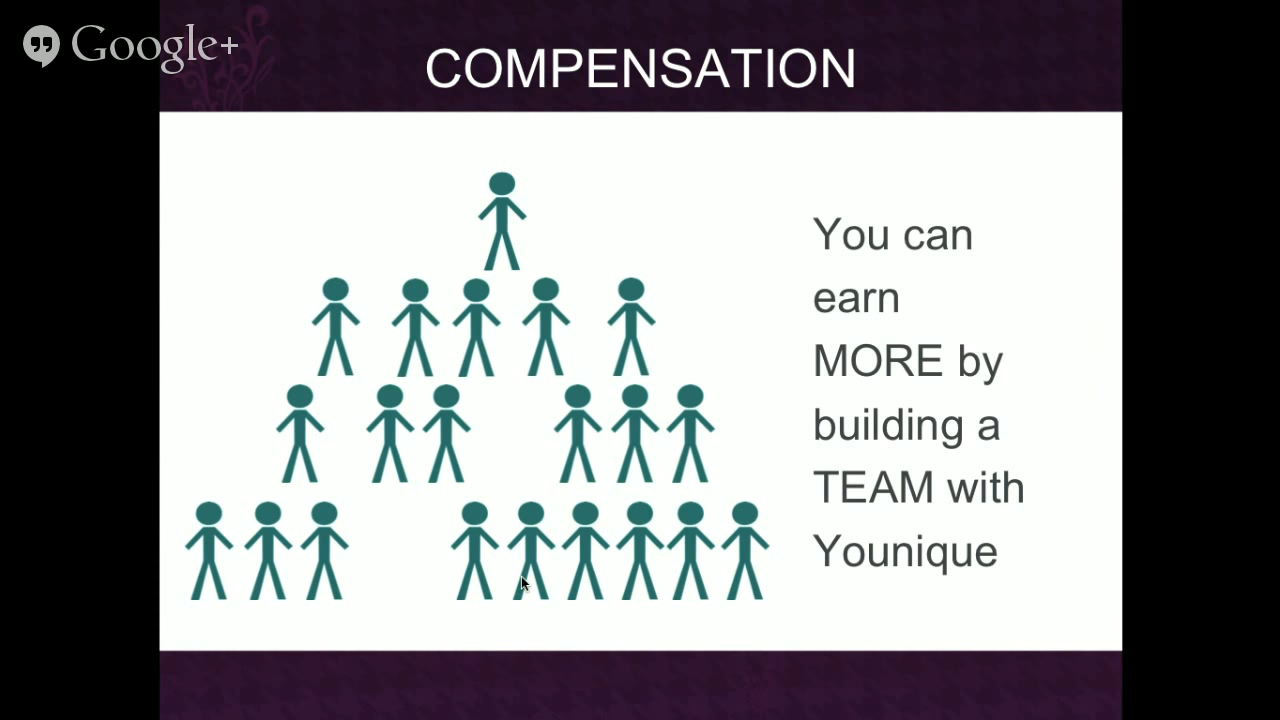 Google+
COMPENSATION
You can
earn
MORE by
building a
TEAM with
Younique